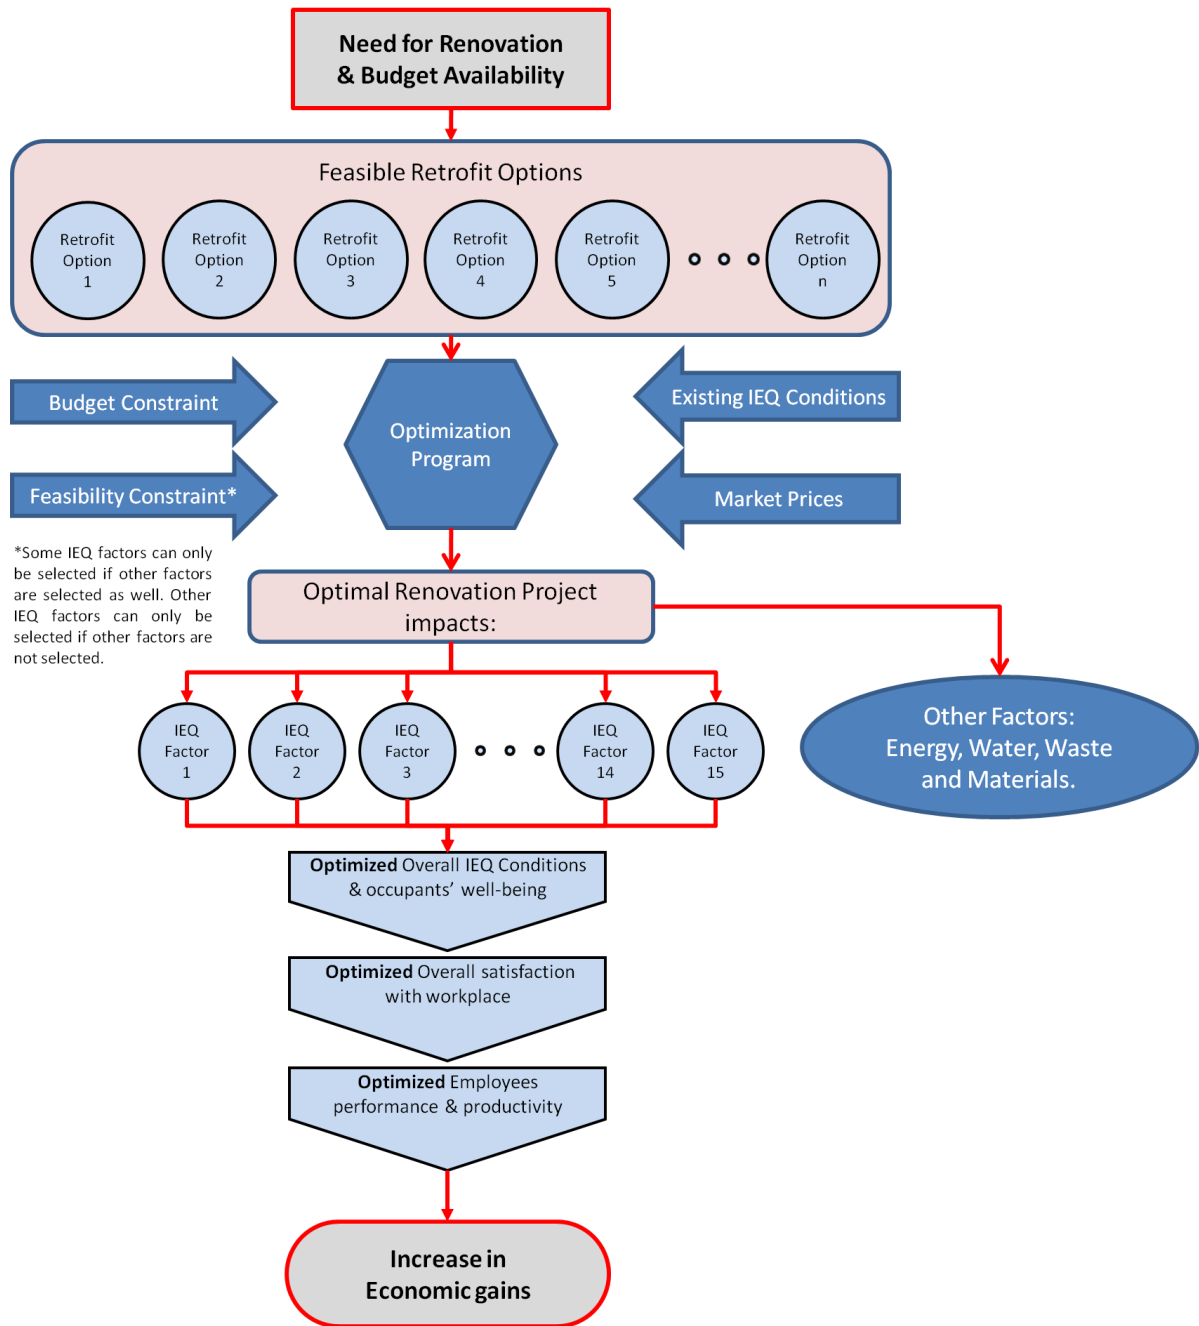 Need for Renovation
& Budget Availability
Feasible Retrofit Options
Retrofit
Option
1
Retrofit
Option
2
Retrofit
Option
3
Retrofit
Option
4
Retrofit
Option
5
Retrofit
Option
n
Budget Constraint
Existing IEQ Conditions
Optimization
Program
Feasibility Constraint*
Market Prices
*Some IEQ factors can only
be selected if other factors
are selected as well. Other
IEQ factors can only be
selected if other factors are
not selected.
Optimal Renovation Project
impacts:
IEQ
Factor
1
IEQ
Factor
2
IEQ
Factor
3
IEQ
Factor
14
IEQ
Factor
15
Other Factors:
Energy, Water, Waste
and Materials.
Optimized Overall IEQ Conditions
& occupants’ well-being
Optimized Overall satisfaction
with workplace
Optimized Employees
performance & productivity
Increase in
Economic gains